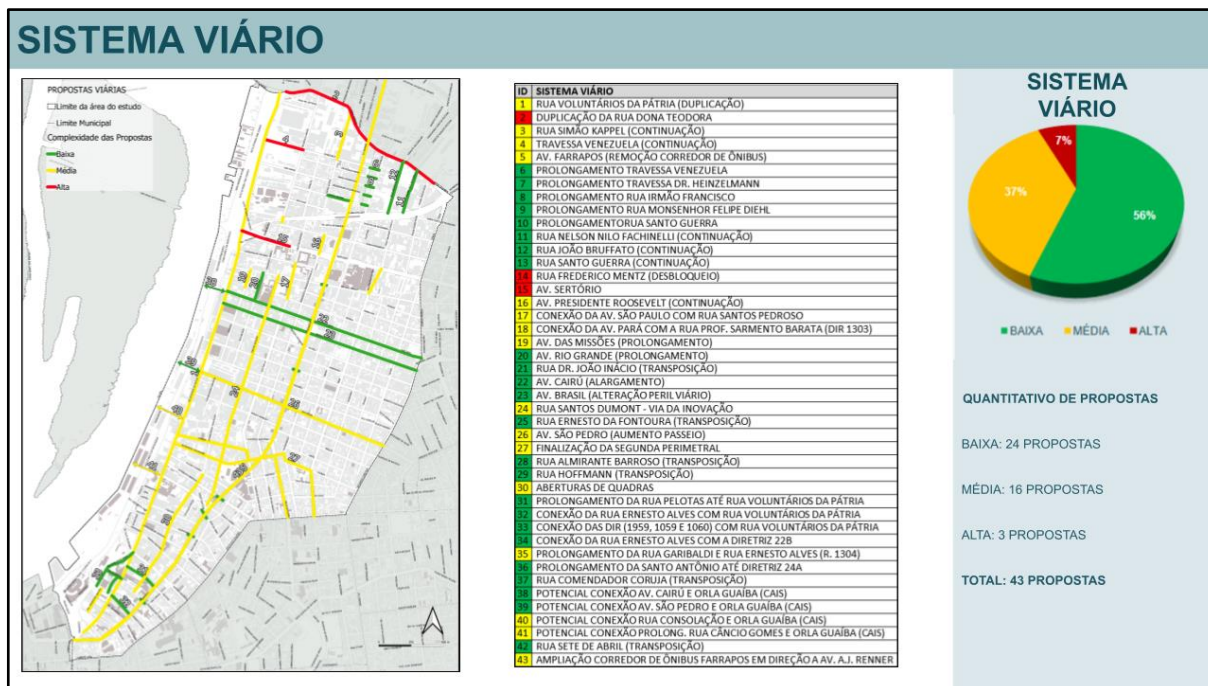 SISTEMA VIÁRIO
PROPOSTAS VIÁRIAS
Limite da área do estudo
Limite Municipal
Complexidade das Propostas
Baixa
Média
Alta
ID SISTEMA VIÁRIO
1 RUA VOLUNTÁRIOS DA PÁTRIA (DUPLICAÇÃO)
2 DUPLICAÇÃO DA RUA DONA TEODORA
3 RUA SIMÃO KAPPEL (CONTINUAÇÃO)
4 TRAVESSA VENEZUELA (CONTINUAÇÃO)
5 AV. FARRAPOS (REMOÇÃO CORREDOR DE ÔNIBUS)
6 PROLONGAMENTO TRAVESSA VENEZUELA
7 PROLONGAMENTO TRAVESSA DR. HEINZELMANN
8 PROLONGAMENTO RUA IRMÃO FRANCISCO
9 PROLONGAMENTO RUA MONSENHOR FELIPE DIEHL
10 PROLONGAMENTORUA SANTO GUERRA
11 RUA NELSON NILO FACHINELLI (CONTINUAÇÃO)
12 RUA JOÃO BRUFFATO (CONTINUAÇÃO)
13 RUA SANTO GUERRA (CONTINUAÇÃO)
14 RUA FREDERICO MENTZ (DESBLOQUEIO)
15 AV. SERTÓRIO
16 AV. PRESIDENTE ROOSEVELT (CONTINUAÇÃO)
17 CONEXÃO DA AV. SÃO PAULO COM RUA SANTOS PEDROSO
18 CONEXÃO DA AV. PARÁ COM A RUA PROF. SARMENTO BARATA (DIR 1303)
19 AV. DAS MISSÕES (PROLONGAMENTO)
20 AV. RIO GRANDE (PROLONGAMENTO)
21 RUA DR. JOÃO INÁCIO (TRANSPOSIÇÃO)
22 AV. CAIRÚ (ALARGAMENTO)
23 AV. BRASIL (ALTERAÇÃO PERIL VIÁRIO)
24 RUA SANTOS DUMONT - VIA DA INOVAÇÃO
25 RUA ERNESTO DA FONTOURA (TRANSPOSIÇÃO)
26 AV. SÃO PEDRO (AUMENTO PASSEIO)
27 FINALIZAÇÃO DA SEGUNDA PERIMETRAL
28 RUA ALMIRANTE BARROSO (TRANSPOSIÇÃO)
29 RUA HOFFMANN (TRANSPOSIÇÃO)
30 ABERTURAS DE QUADRAS
31 PROLONGAMENTO DA RUA PELOTAS ATÉ RUA VOLUNTÁRIOS DA PÁTRIA
32 CONEXÃO DA RUA ERNESTO ALVES COM RUA VOLUNTÁRIOS DA PÁTRIA
33 CONEXÃO DAS DIR (1959, 1059 E 1060) COM RUA VOLUNTÁRIOS DA PÁTRIA
34 CONEXÃO DA RUA ERNESTO ALVES COM A DIRETRIZ 22B
35 PROLONGAMENTO DA RUA GARIBALDI E RUA ERNESTO ALVES (R. 1304)
36 PROLONGAMENTO DA SANTO ANTÔNIO ATÉ DIRETRIZ 24A
37 RUA COMENDADOR CORUJA (TRANSPOSIÇÃO)
38 POTENCIAL CONEXÃO AV. CAIRÚ E ORLA GUAÍBA (CAIS)
39 POTENCIAL CONEXÃO AV. SÃO PEDRO E ORLA GUAÍBA (CAIS)
40 POTENCIAL CONEXÃO RUA CONSOLAÇÃO E ORLA GUAÍBA (CAIS)
41 POTENCIAL CONEXÃO PROLONG. RUA CÂNCIO GOMES E ORLA GUAÍBA (CAIS)
42 RUA SETE DE ABRIL (TRANSPOSIÇÃO)
43 AMPLIAÇÃO CORREDOR DE ÔNIBUS FARRAPOS EM DIREÇÃO A AV. A.J. RENNER
SISTEMA
VIÁRIO
7%
37%
56%
BAIXA MÉDIA ALTA
QUANTITATIVO DE PROPOSTAS
BAIXA: 24 PROPOSTAS
MÉDIA: 16 PROPOSTAS
ALTA: 3 PROPOSTAS
TOTAL: 43 PROPOSTAS